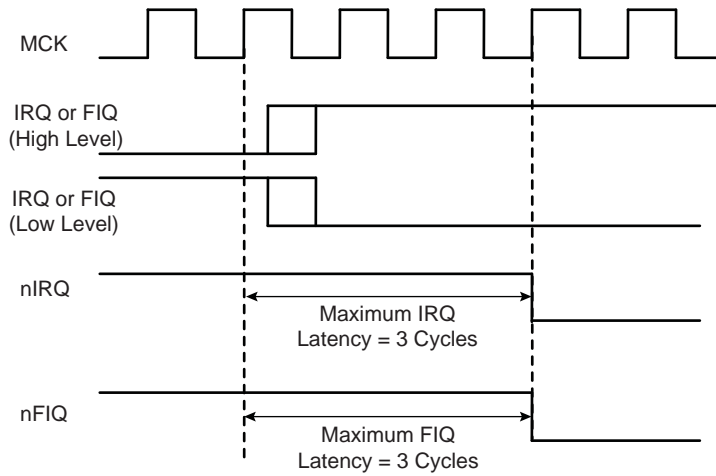 MCK
IRQ or FIQ
(High Level)
IRQ or FIQ
(Low Level)
nIRQ
Maximum IRQ
Latency = 3 Cycles
nFIQ
Maximum FIQ
Latency = 3 Cycles